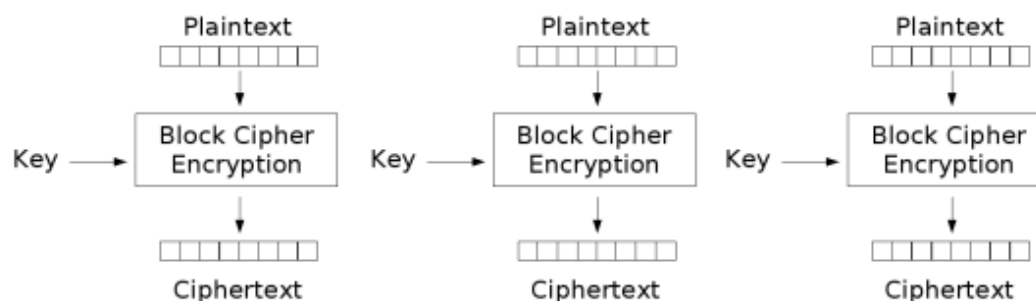 Plaintext Plaintext Plaintext
Key Block Cipher Encryption Key Block Cipher Encryption Key Block Cipher Encryption
Ciphertext Ciphertext Ciphertext